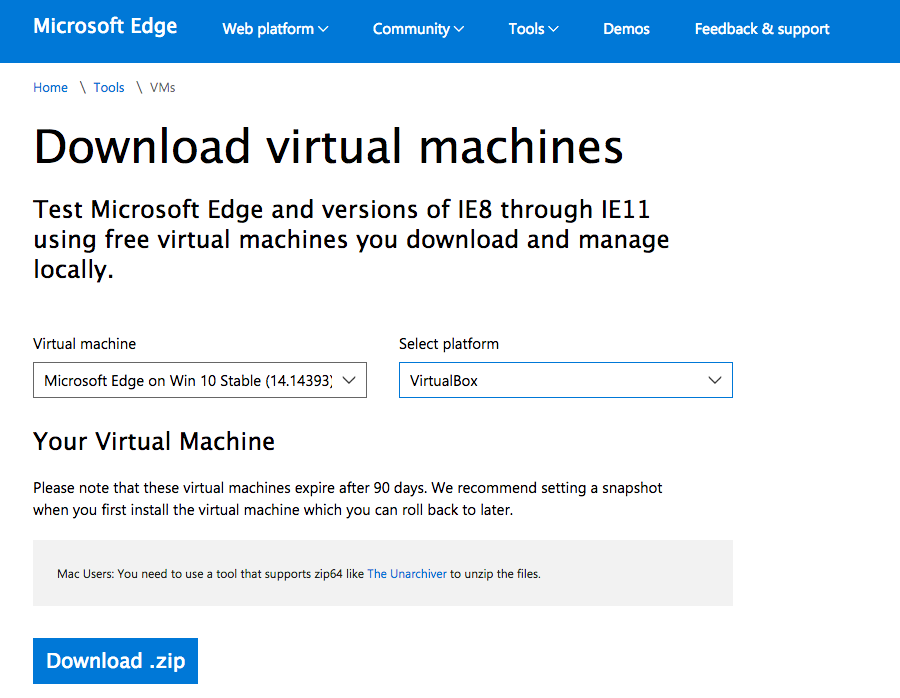 Microsoft Edge Web platform Community Tools Demos Feedback & support
Home \ Tools \ VMs
Download virtual machines
Test Microsoft Edge and versions of IE8 through IE11
using free virtual machines you download and manage
locally.
Virtual machine Select platform
Microsoft Edge on Win 10 Stable (14.14393) VirtualBox
Your Virtual Machine
Please note that these virtual machines expire after 90 days. We recommend setting a snapshot
when you first install the virtual machine which you can roll back to later.
Mac Users: You need to use a tool that supports zip64 like The Unarchiver to unzip the files.
Download .zip